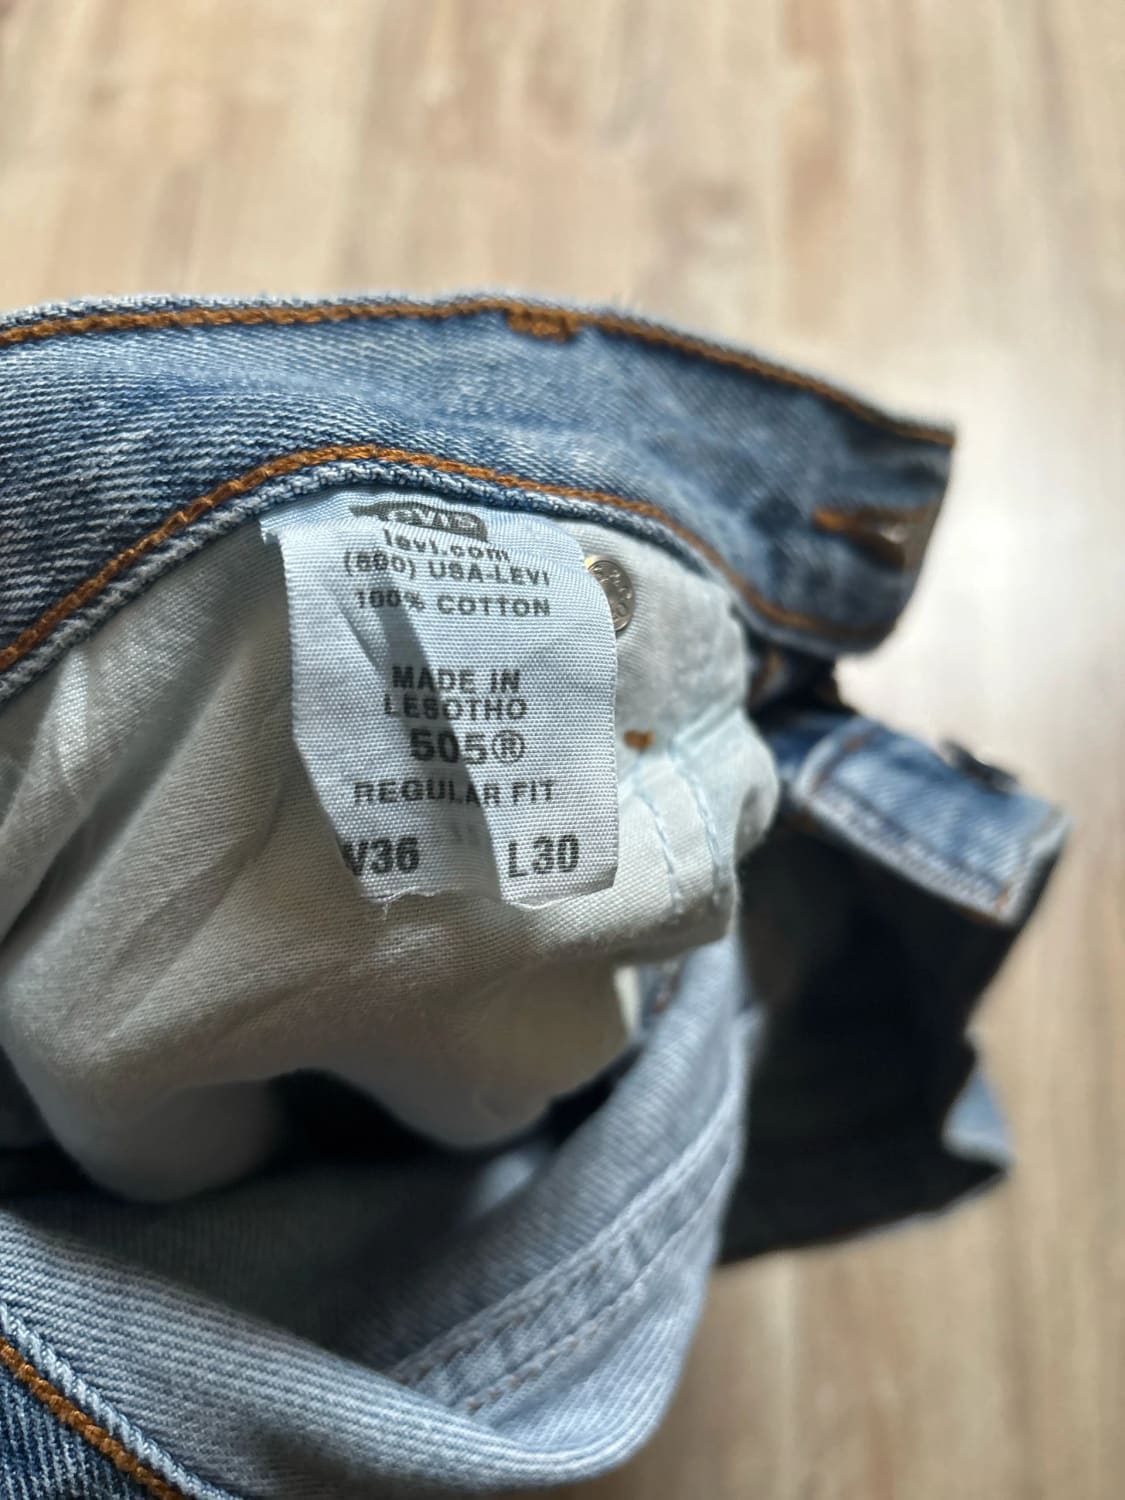 LEVI'S
levi.com
(800) USA-LEVI
100% COTTON
MADE IN
LESOTHO
505®
REGULAR FIT
W36 L30